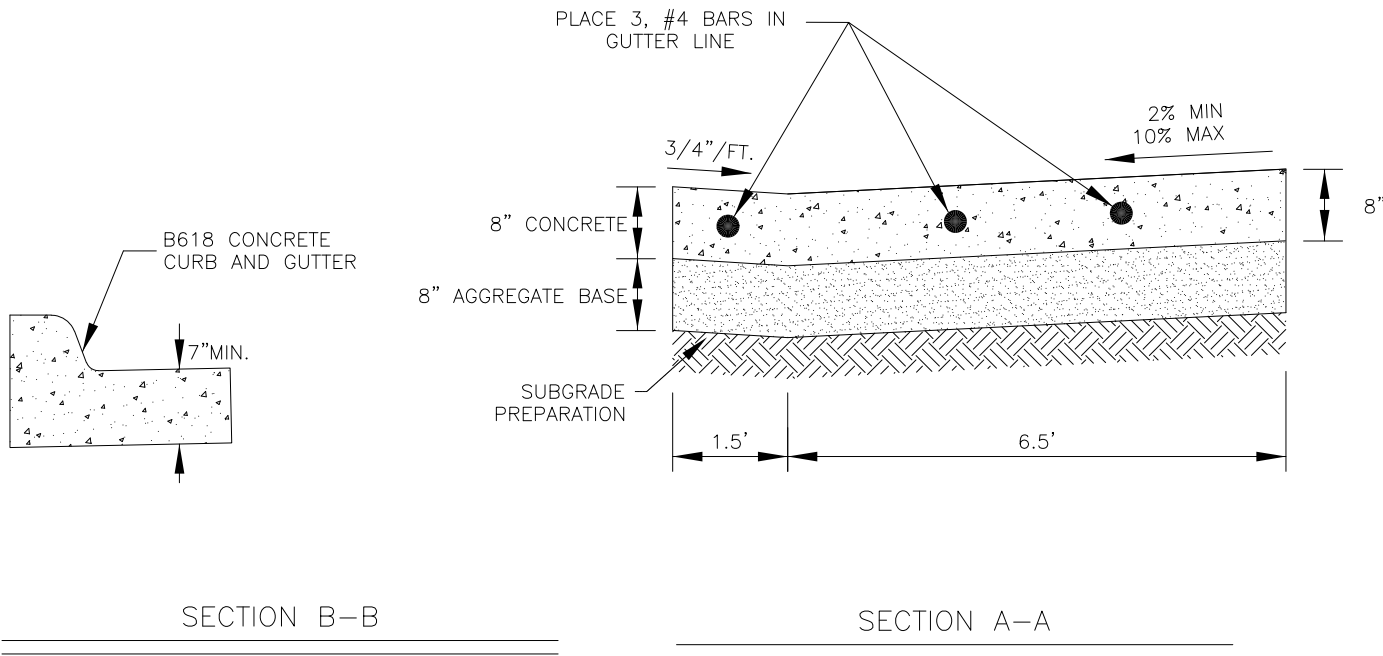 PLACE 3, #4 BARS IN
GUTTER LINE
2% MIN
10% MAX
3/4”/FT.
8” CONCRETE
8”
B618 CONCRETE
CURB AND GUTTER
8” AGGREGATE BASE
7”MIN.
SUBGRADE
PREPARATION
1.5’
6.5’
SECTION B-B
SECTION A-A